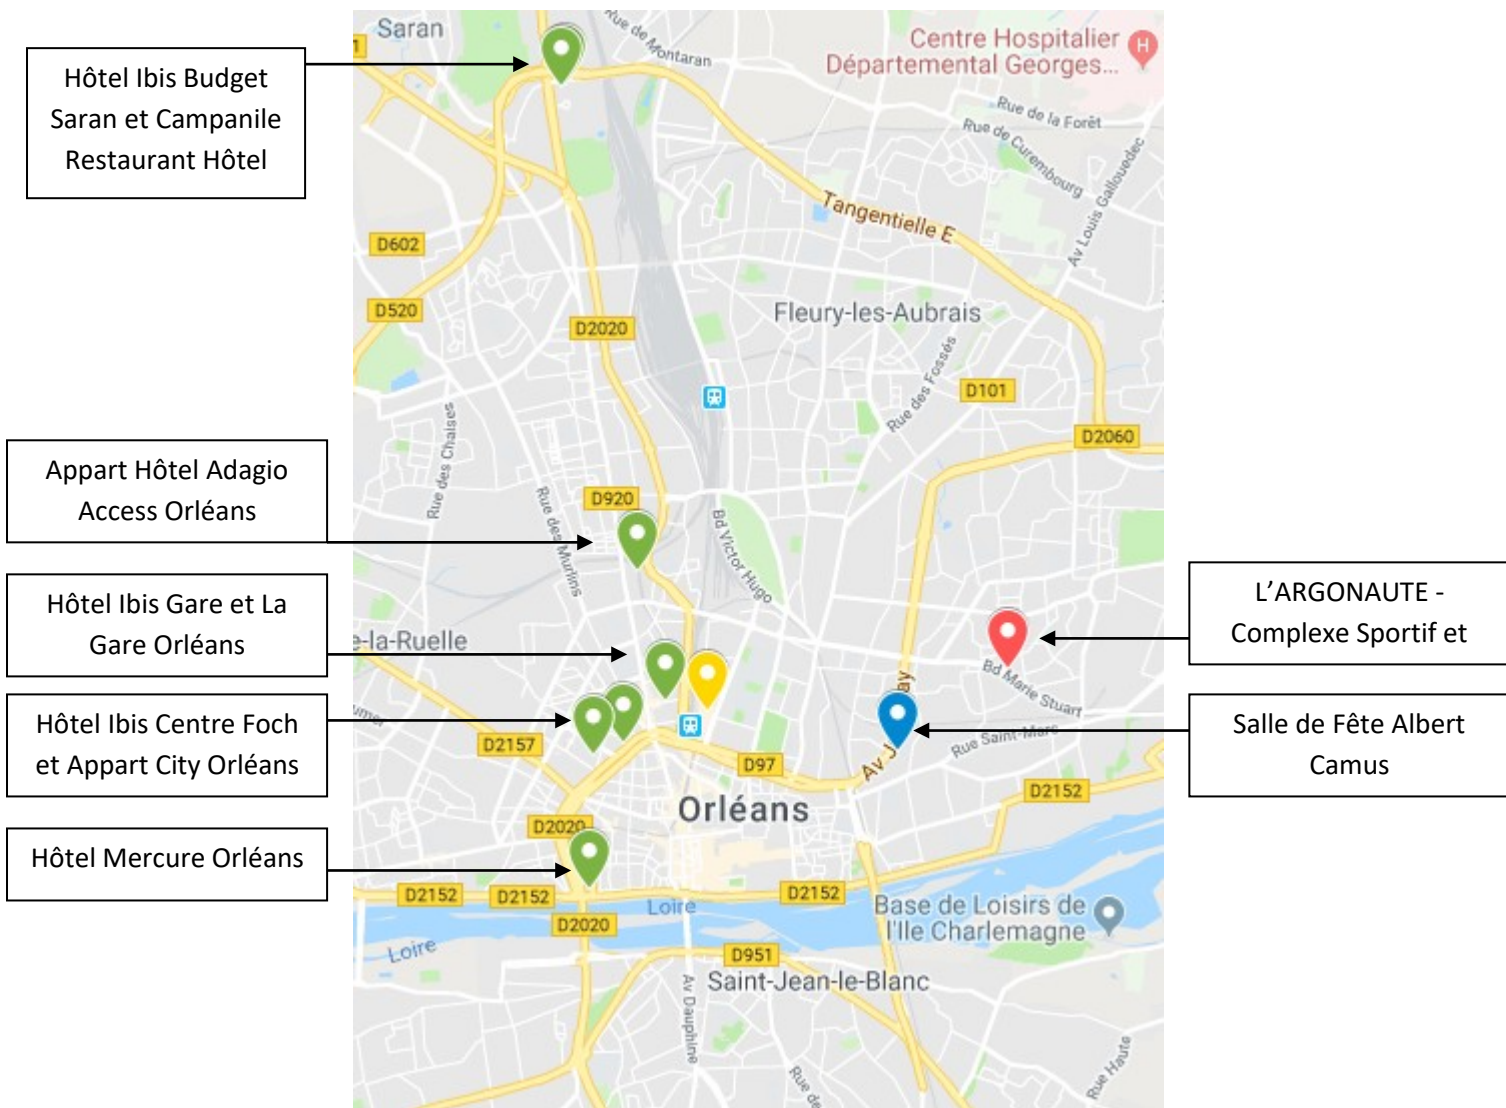 Hôtel Ibis Budget
Saran et Campanile
Restaurant Hôtel
Appart Hôtel Adagio
Access Orléans
Hôtel Ibis Gare et La
Gare Orléans
Hôtel Ibis Centre Foch
et Appart City Orléans
Hôtel Mercure Orléans
Saran
Rue de Montaran
Centre Hospitalier
Départemental Georges...
H
Rue de la Forêt
Rue de Curembourg
Av Louis Gallouedec
Tangentielle E
D602
D520
D2020
Fleury-les-Aubrais
Rue des Fossés
D101
D2060
Rue des Chaises
D920
Rue des Murlins
Bd Victor Hugo
e-la-Ruelle
Bd Marie Stuart
ay
Av J
Rue Saint-Marc
umer
D2157
D97
D2152
Orléans
D2020
D2152
D2152
D2152
Loire
D2020
Loire
Base de Loisirs de
l'Ile Charlemagne
D951
Saint-Jean-le-Blanc
Av Dauphine
Rue de
Rue Haute
L'ARGONAUTE -
Complexe Sportif et
Salle de Fête Albert
Camus